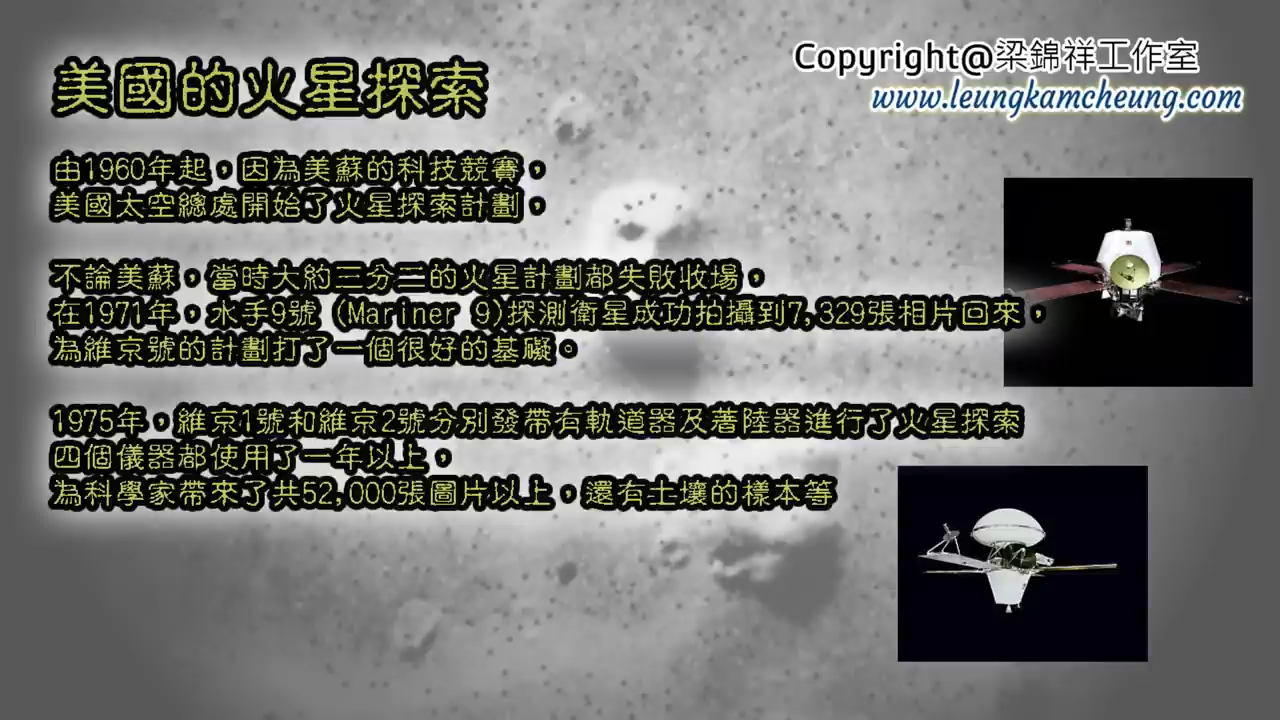 美國的火星探索
Copyright@梁錦祥工作室
www.leungkamcheung.com
由1960年起，因為美蘇的科技競賽，
美國太空總處開始了火星探索計劃，
不論美蘇，當時大約三分二的火星計劃都失敗收場，
在1971年，水手9號 (Mariner 9)探測衛星成功拍攝到7,329張相片回來，
為維京號的計劃打了一個很好的基礎。
1975年，維京1號和維京2號分別發帶有軌道器及著陸器進行了火星探索
四個儀器都使用了一年以上，
為科學家帶來了共52,000張圖片以上，還有土壤的樣本等